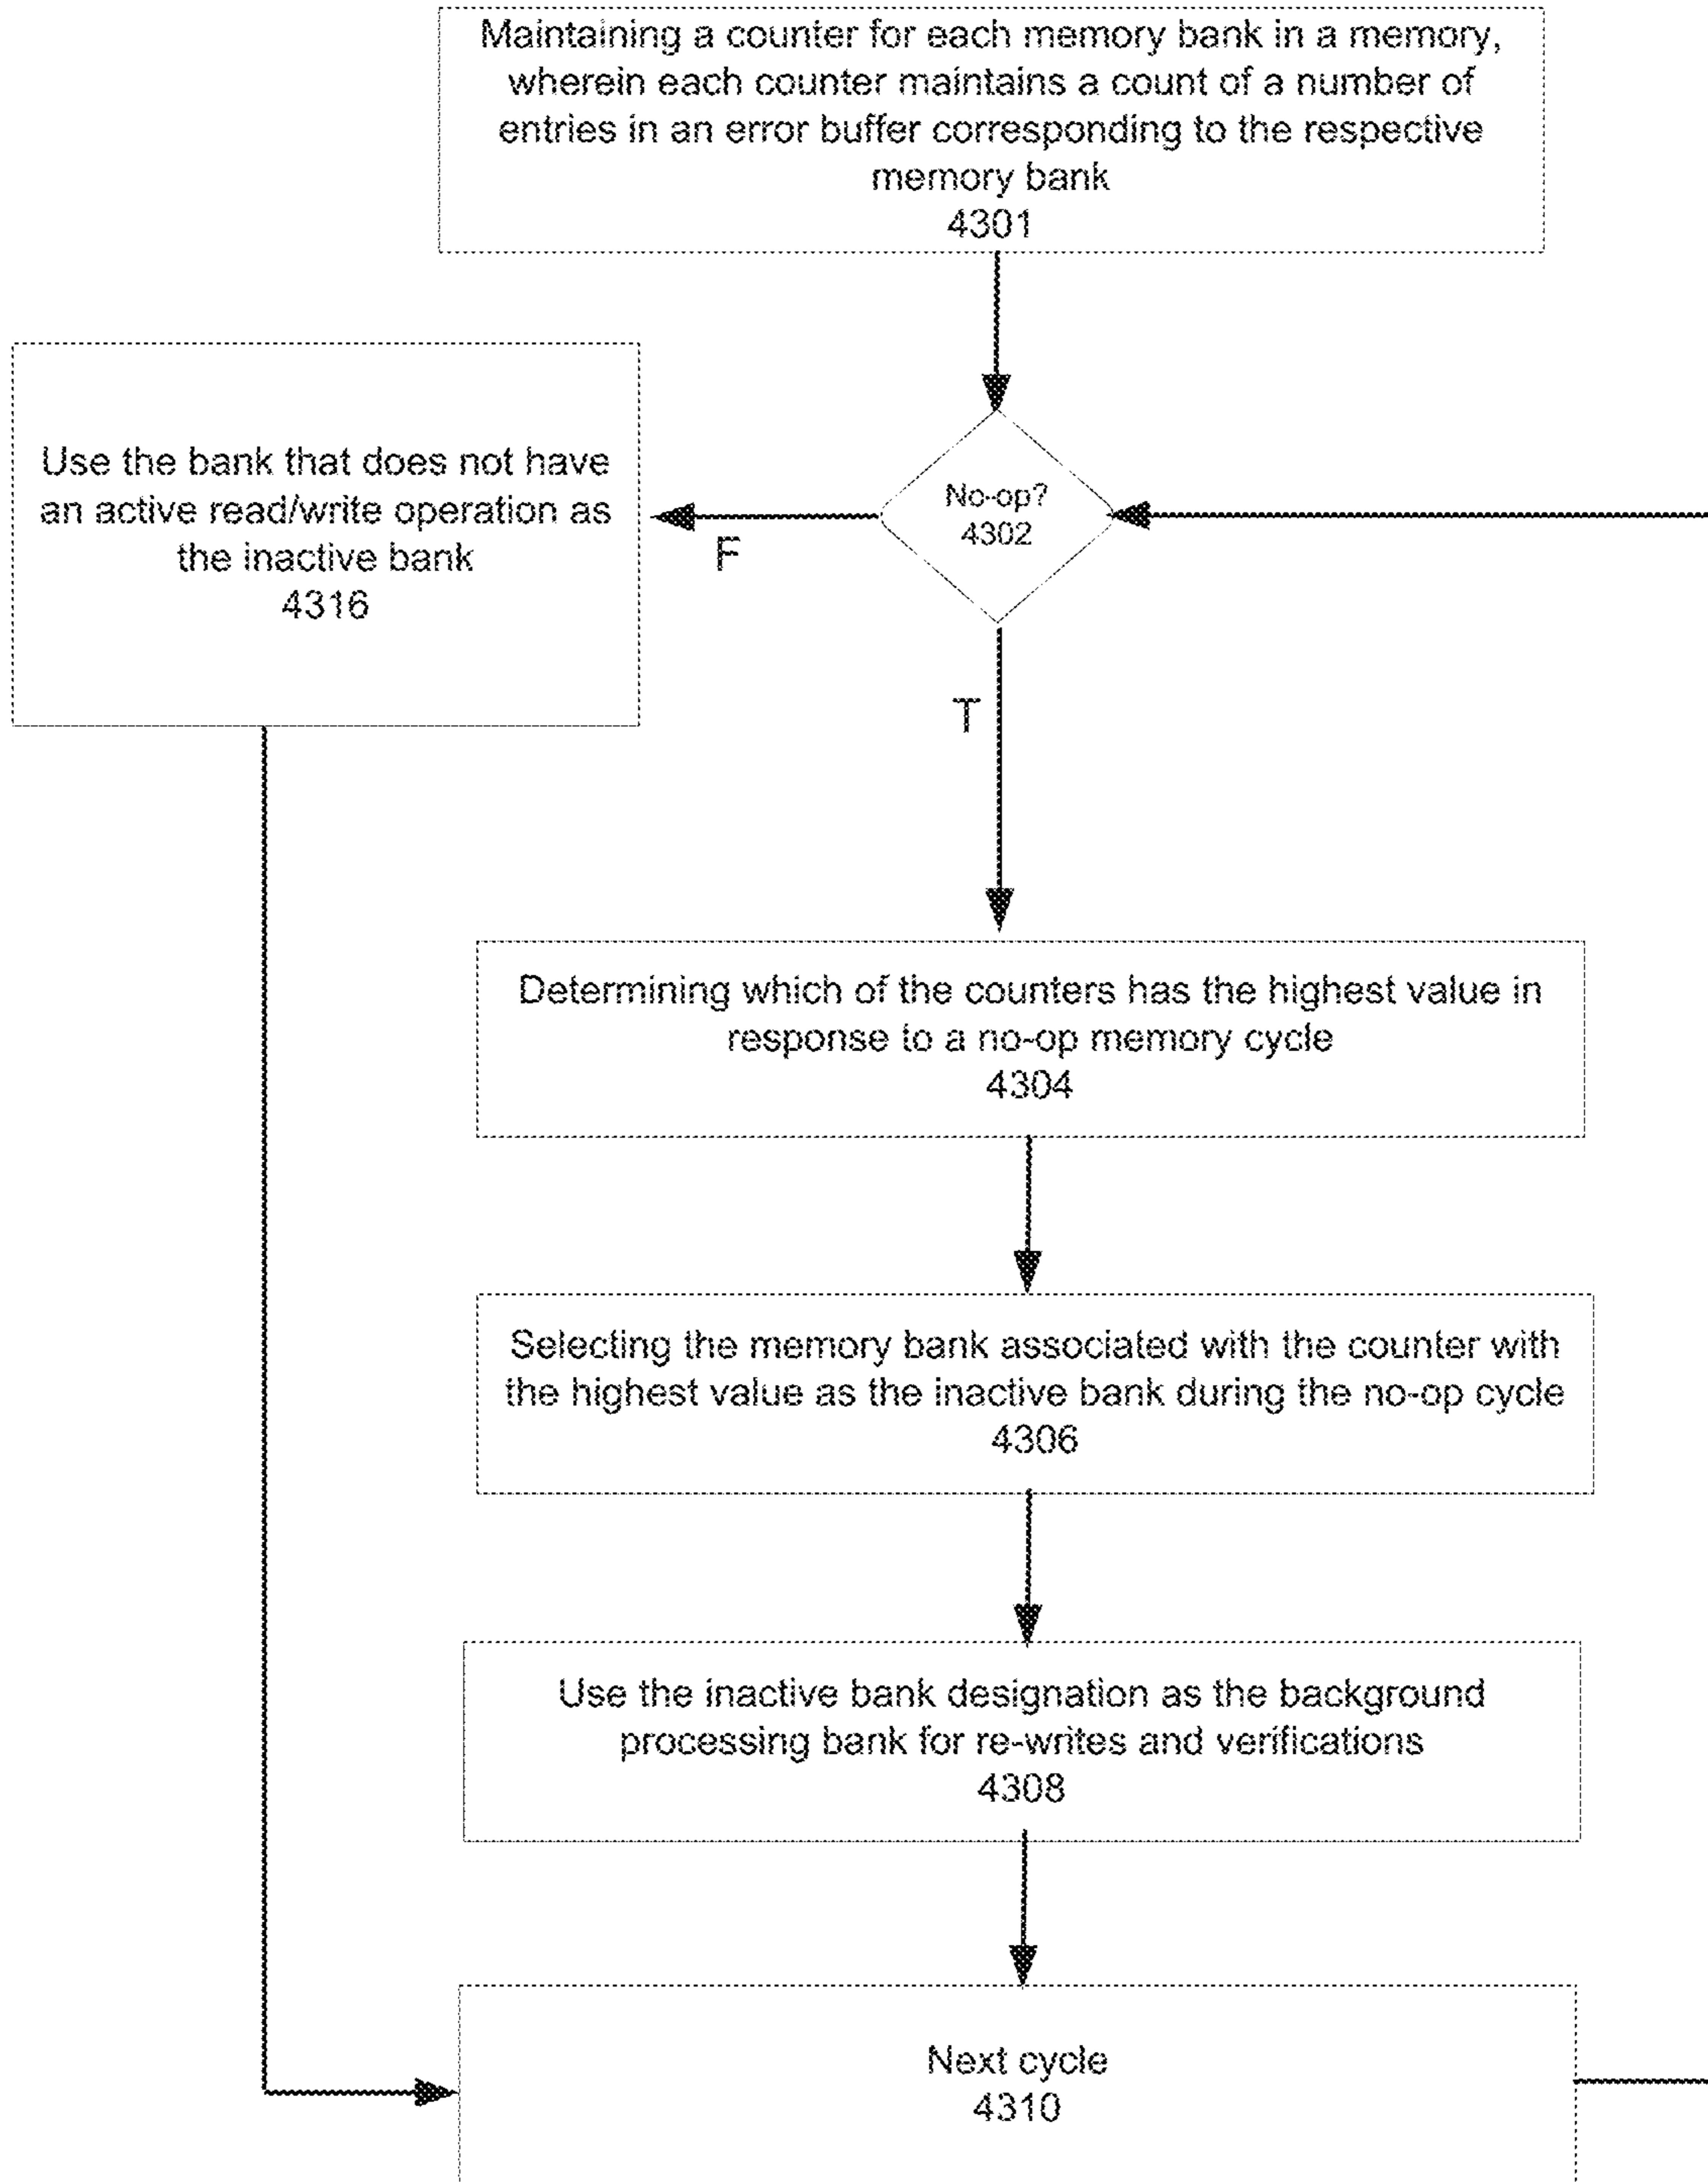 Maintaining a counter for each memory bank in a memory,
wherein each counter maintains a count of a number of
entries in an error buffer corresponding to the respective
memory bank
4301
Use the bank that does not have
an active read/write operation as
the inactive bank
4316
No-op?
4302
F
T
Determining which of the counters has the highest value in
response to a no-op memory cycle
4304
Selecting the memory bank associated with the counter with
the highest value as the inactive bank during the no-op cycle
4306
Use the inactive bank designation as the background
processing bank for re-writes and verifications
4308
Next cycle
4310